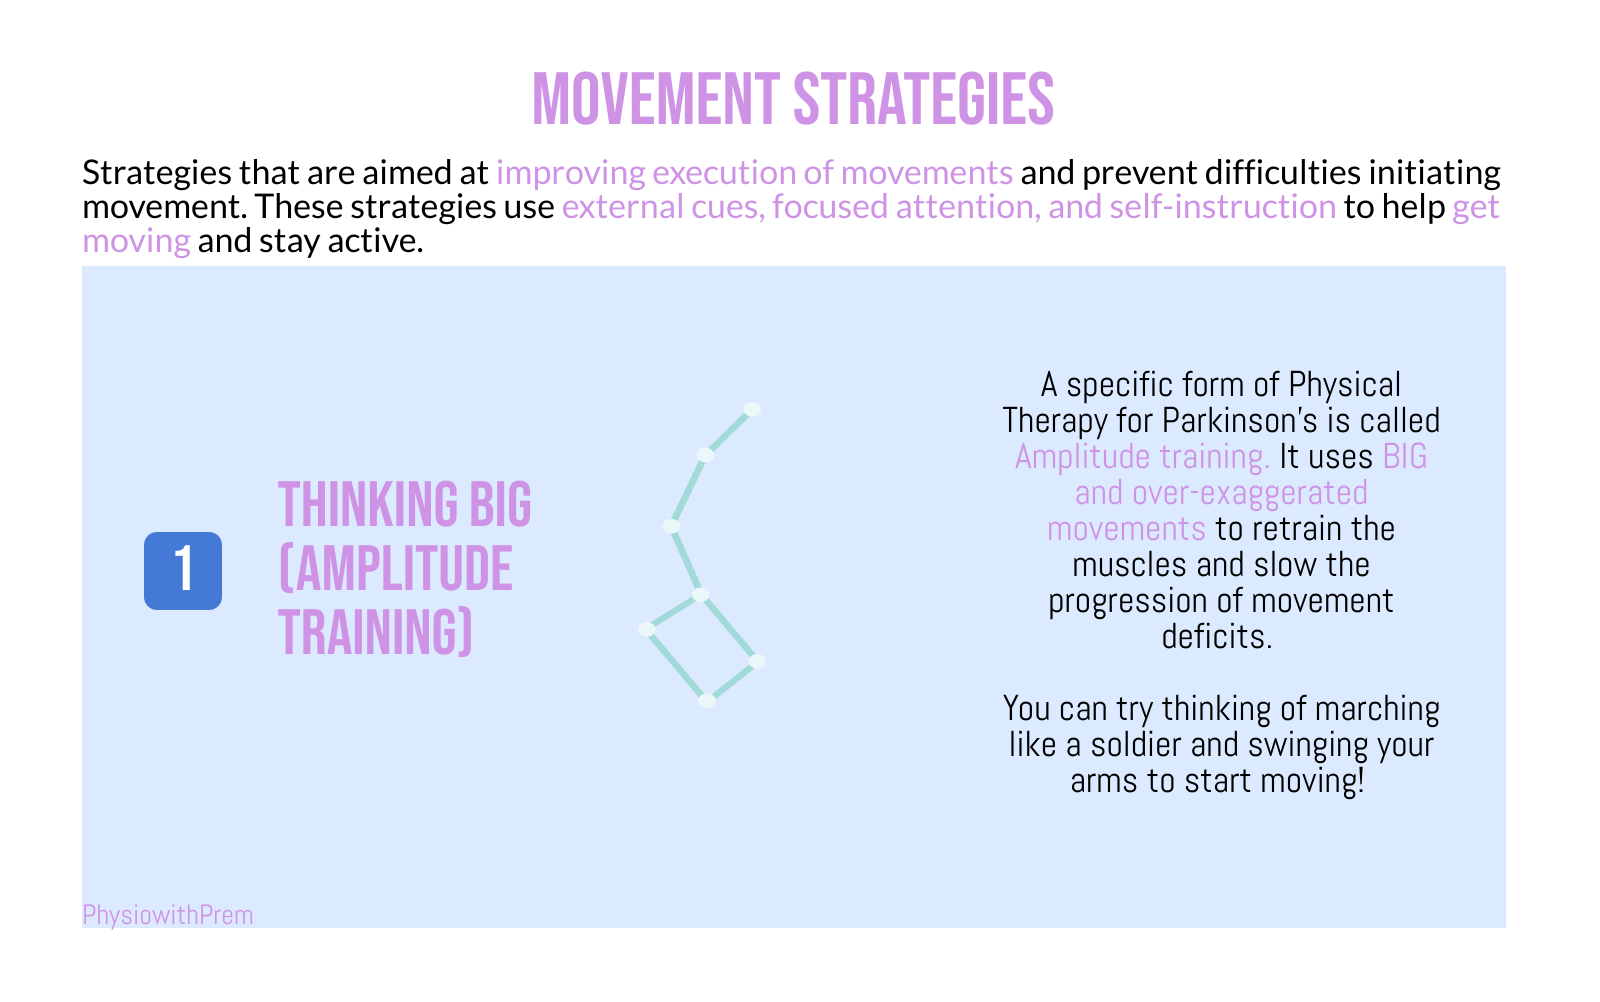 MOVEMENT STRATEGIES
Strategies that are aimed at improving execution of movements and prevent difficulties initiating
movement. These strategies use external cues, focused attention, and self-instruction to help get
moving and stay active.
1
THINKING BIG
(AMPLITUDE
TRAINING)
A specific form of Physical
Therapy for Parkinson's is called
Amplitude training. It uses BIG
and over-exaggerated
movements to retrain the
muscles and slow the
progression of movement
deficits.
You can try thinking of marching
like a soldier and swinging your
arms to start moving!
PhysiowithPrem